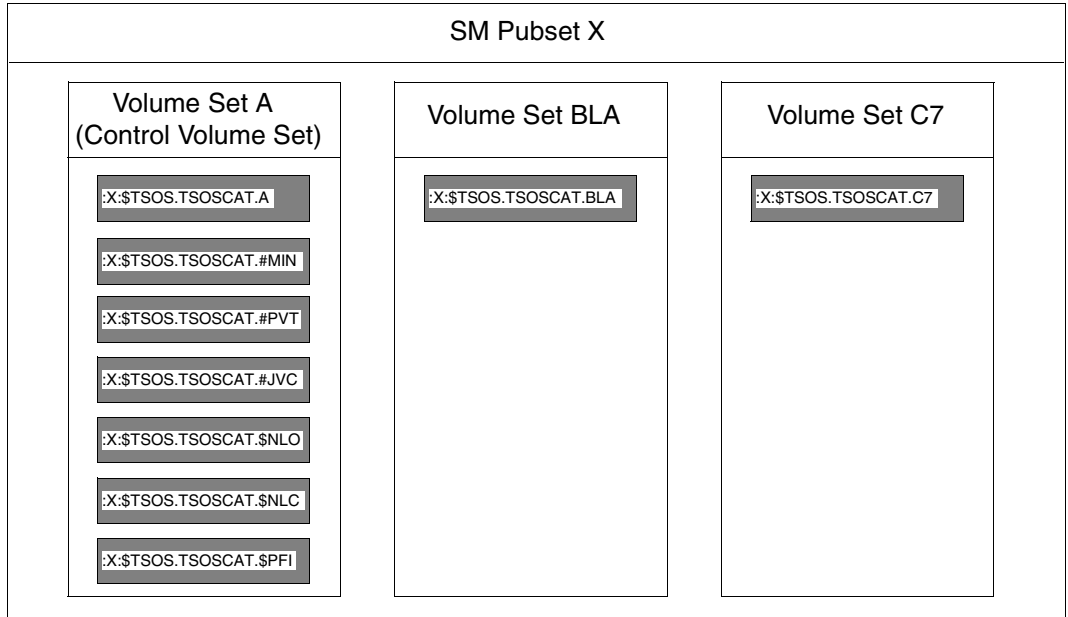 SM Pubset X
Volume Set A
(Control Volume Set)
:X:$TSOS.TSOSCAT.A
:X:$TSOS.TSOSCAT.#MIN
:X:$TSOS.TSOSCAT.#PVT
:X:$TSOS.TSOSCAT.#JVC
:X:$TSOS.TSOSCAT.$NLO
:X:$TSOS.TSOSCAT.$NLC
:X:$TSOS.TSOSCAT.$PFI
Volume Set BLA
:X:$TSOS.TSOSCAT.BLA
Volume Set C7
:X:$TSOS.TSOSCAT.C7